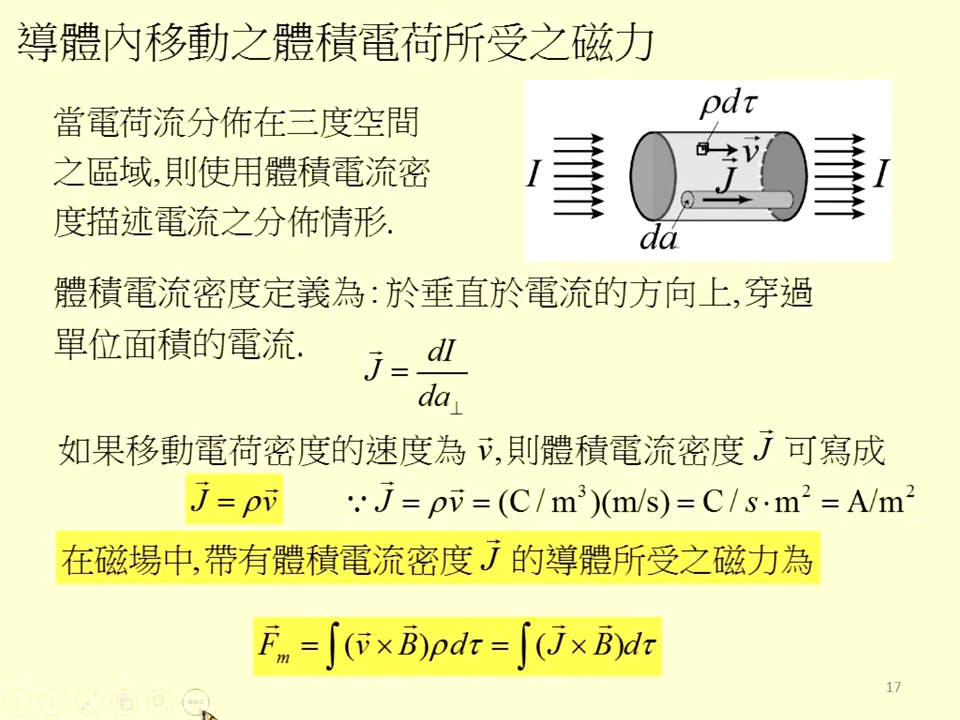 導體內移動之體積電荷所受之磁力
當電荷流分佈在三度空間
之區域,則使用體積電流密
度描述電流之分佈情形.
ρdτ
I
v⃗
J⃗
I
da
體積電流密度定義為:於垂直於電流的方向上,穿過
單位面積的電流.
J⃗ = dI / da⊥
如果移動電荷密度的速度為 v⃗,則體積電流密度 J⃗ 可寫成
J⃗ = ρv⃗ ∵ J⃗ = ρv⃗ = (C / m³)(m/s) = C / s·m² = A/m²
在磁場中,帶有體積電流密度 J⃗ 的導體所受之磁力為
F⃗ₘ = ∫(v⃗ × B⃗)ρdτ = ∫(J⃗ × B⃗)dτ
17